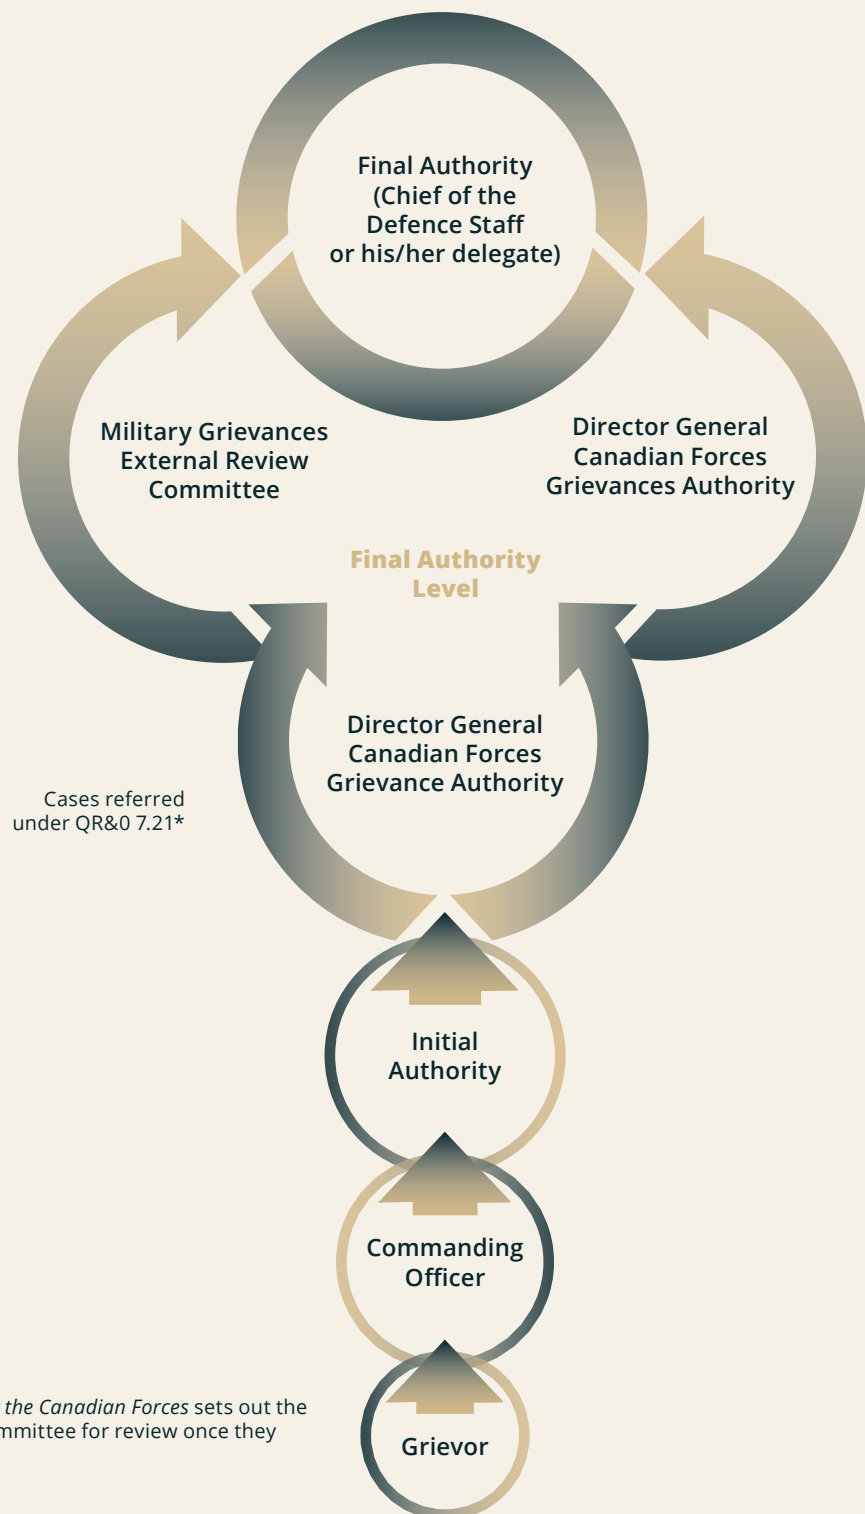 Final Authority
(Chief of the
Defence Staff
or his/her delegate)
Military Grievances
External Review
Committee
Director General
Canadian Forces
Grievances Authority
Final Authority
Level
Director General
Canadian Forces
Grievance Authority
Cases referred
under QR&0 7.21*
Initial
Authority
Commanding
Officer
the Canadian Forces sets out the
for review once they
Grievor